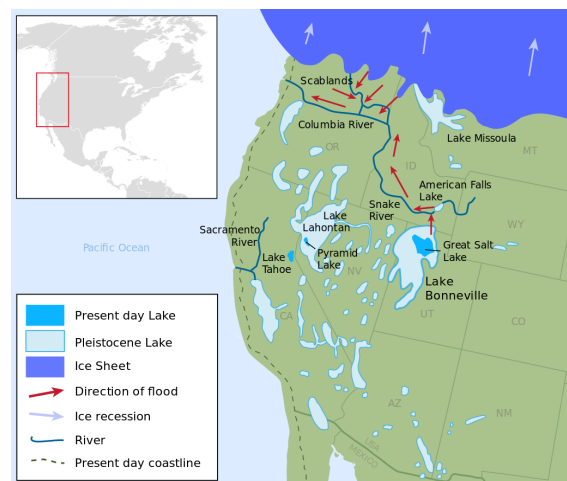 Scablands
Columbia River
Lake Missoula
OR
ID
MT
American Falls
Lake
Snake
River
WY
Lake
Lahontan
Sacramento
River
Pacific Ocean
Pyramid
Lake
Lake
Tahoe
Great Salt
Lake
NV
Lake
Bonneville
CA
UT
CO
AZ
NM
USA
MEXICO
Present day Lake
Pleistocene Lake
Ice Sheet
Direction of flood
Ice recession
River
Present day coastline